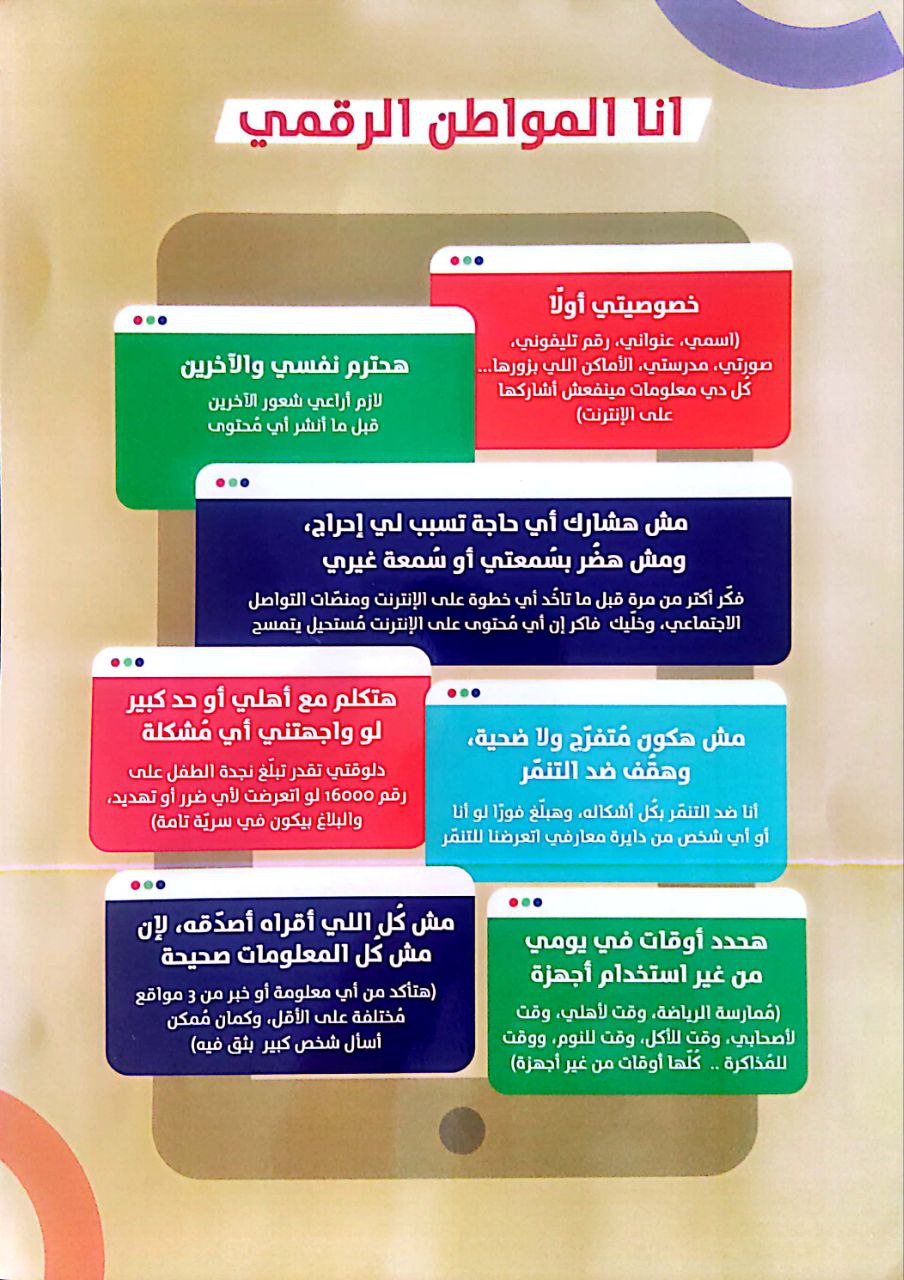 انا المواطن الرقمي
خصوصيتي أولًا
(اسمي، عنواني، رقم تليفوني،
صورتي، مدرستي، الأماكن اللي بزورها...
كُل دي معلومات مينفعش أشاركها
على الإنترنت)
هحترم نفسي والآخرين
لازم أراعي شعور الآخرين
قبل ما أنشر أي مُحتوى
مش هشارك أي حاجة تسبب لي إحراج،
ومش هضُر بسُمعتي أو سُمعة غيري
فكّر أكتر من مرة قبل ما تاخُد أي خطوة على الإنترنت ومنصّات التواصل
الاجتماعي، وخلّيك فاكر إن أي مُحتوى على الإنترنت مُستحيل يتمسح
مش هكون مُتفرّج ولا ضحية،
وهقُف ضد التنمّر
أنا ضد التنمّر بكُل أشكاله، وهبلّغ فورًا لو أنا
أو أي شخص من دايرة معارفي اتعرضنا للتنمّر
هتكلم مع أهلي أو حد كبير
لو واجهتني أي مُشكلة
دلوقتي تقدر تبلّغ نجدة الطفل على
رقم 16000 لو اتعرضت لأي ضرر أو تهديد،
والبلاغ بيكون في سريّة تامة)
هحدد أوقات في يومي
من غير استخدام أجهزة
(مُمارسة الرياضة، وقت لأهلي، وقت
لأصحابي، وقت للأكل، وقت للنوم، ووقت
للمُذاكرة .. كُلّها أوقات من غير أجهزة)
مش كُل اللي أقراه أصدّقه، لإن
مش كُل المعلومات صحيحة
(هتأكد من أي معلومة أو خبر من 3 مواقع
مُختلفة على الأقل، وكمان مُمكن
أسأل شخص كبير بثق فيه)